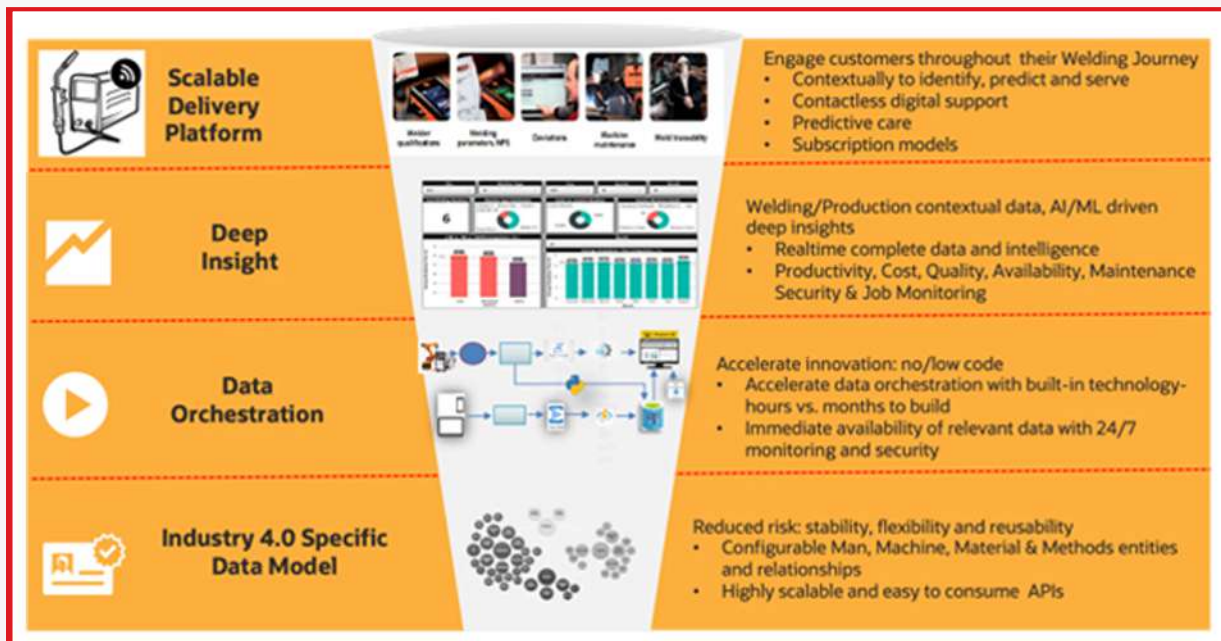 Scalable
Delivery
Platform
Welder
qualifications
Welding
parameters, WPS
Deviations
Machine
maintenance
Weld traceability
Engage customers throughout their Welding Journey
• Contextually to identify, predict and serve
• Contactless digital support
• Predictive care
• Subscription models
Deep
Insight
6
Welding/Production contextual data, AI/ML driven
deep insights
• Realtime complete data and intelligence
• Productivity, Cost, Quality, Availability, Maintenance
Security & Job Monitoring
Data
Orchestration
Accelerate innovation: no/low code
• Accelerate data orchestration with built-in technology-
hours vs. months to build
• Immediate availability of relevant data with 24/7
monitoring and security
Industry 4.0 Specific
Data Model
Reduced risk: stability, flexibility and reusability
• Configurable Man, Machine, Material & Methods entities
and relationships
• Highly scalable and easy to consume APIs